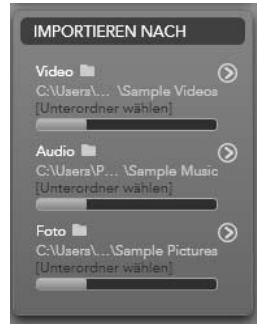 IMPORTIEREN NACH
Video
C:\Users\... \Sample Videos
[Unterordner wählen]
Audio
C:\Users\P... \Sample Music
[Unterordner wählen]
Foto
C:\Users\...\Sample Pictures
[Unterordner wählen]